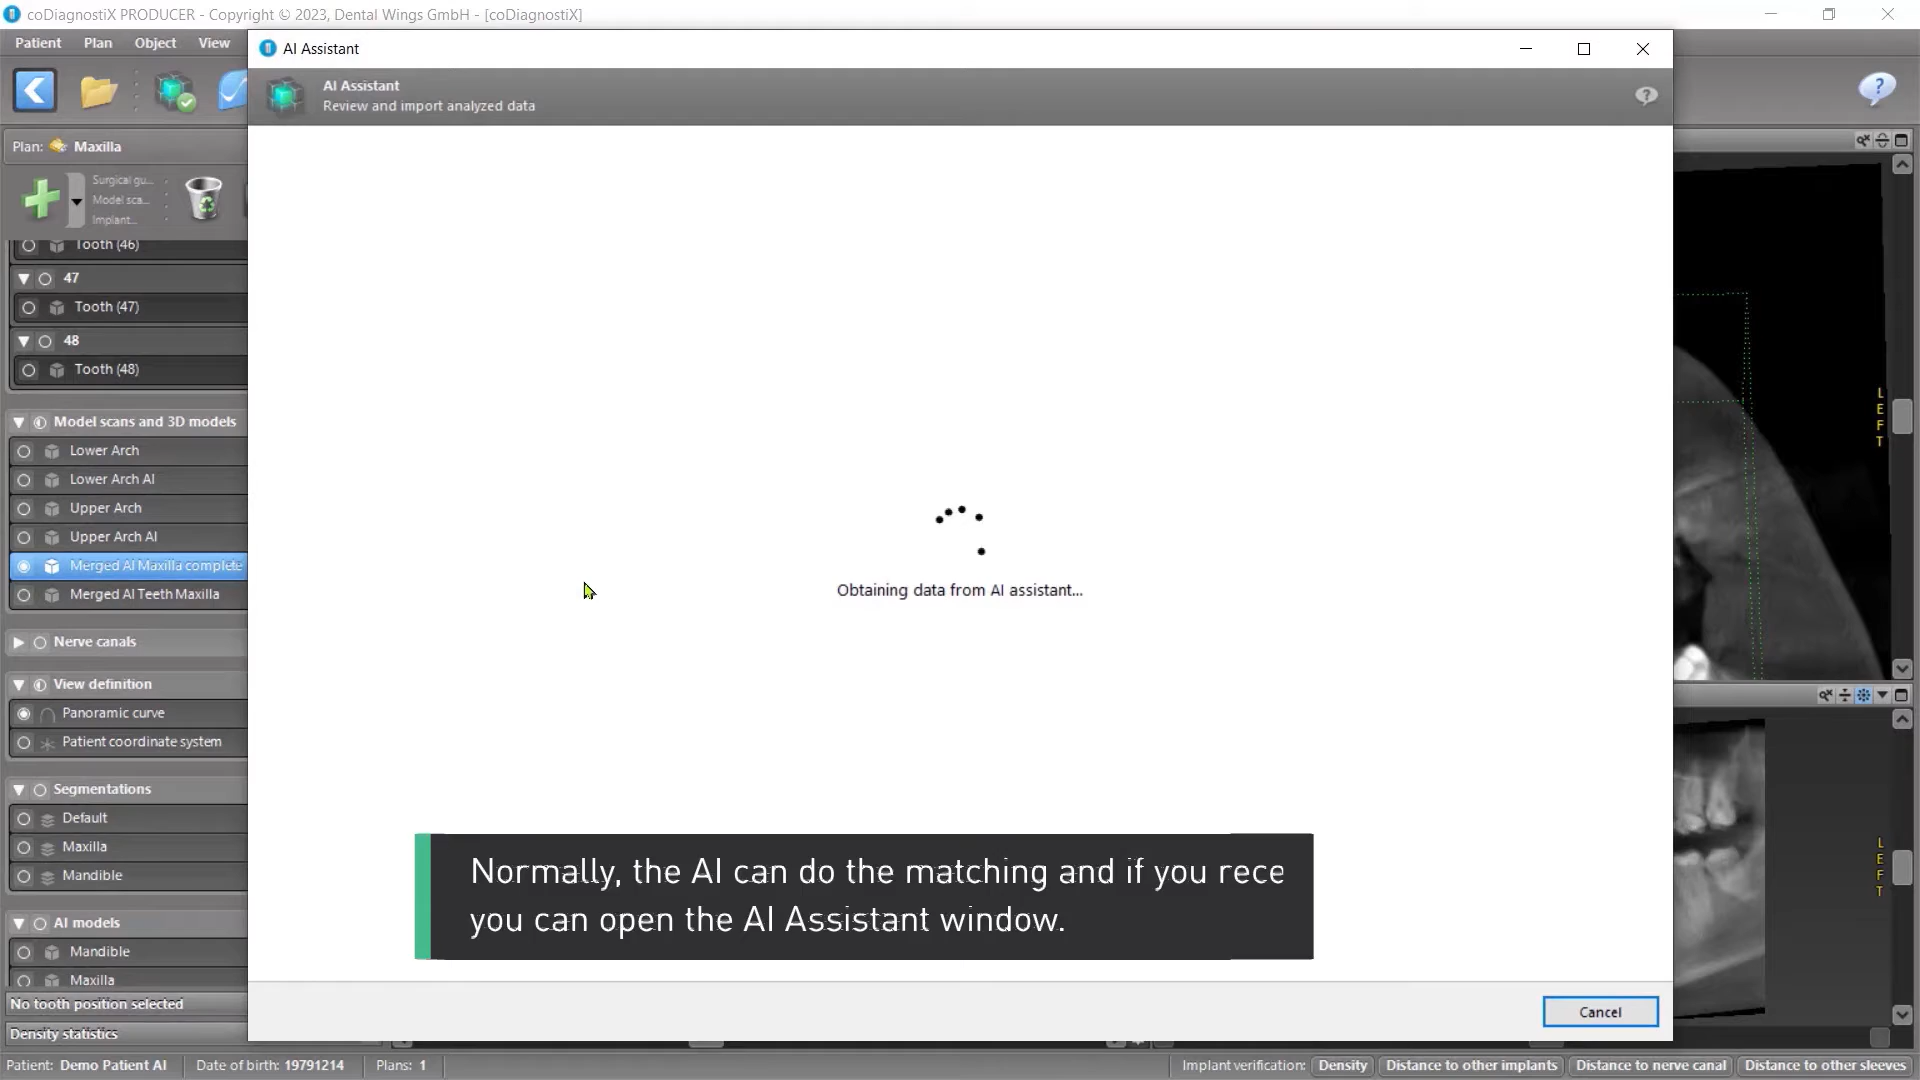 coDiagnostiX PRODUCER - Copyright © 2023, Dental Wings GmbH - [coDiagnostiX]
Patient Plan Object View
AI Assistant
AI Assistant
Review and import analyzed data
Plan: Maxilla
Surgical gu...
Model sca...
Implant...
Tooth (46)
47
Tooth (47)
48
Tooth (48)
Model scans and 3D models
Lower Arch
Lower Arch AI
Upper Arch
Upper Arch AI
Merged AI Maxilla complete
Merged AI Teeth Maxilla
Nerve canals
View definition
Panoramic curve
Patient coordinate system
Segmentations
Default
Maxilla
Mandible
AI models
Mandible
Maxilla
No tooth position selected
Density statistics
Obtaining data from AI assistant...
Normally, the AI can do the matching and if you rece
you can open the AI Assistant window.
Cancel
LEFT
LEFT
Patient: Demo Patient AI Date of birth: 19791214 Plans: 1 Implant verification: Density Distance to other implants Distance to nerve canal Distance to other sleeves